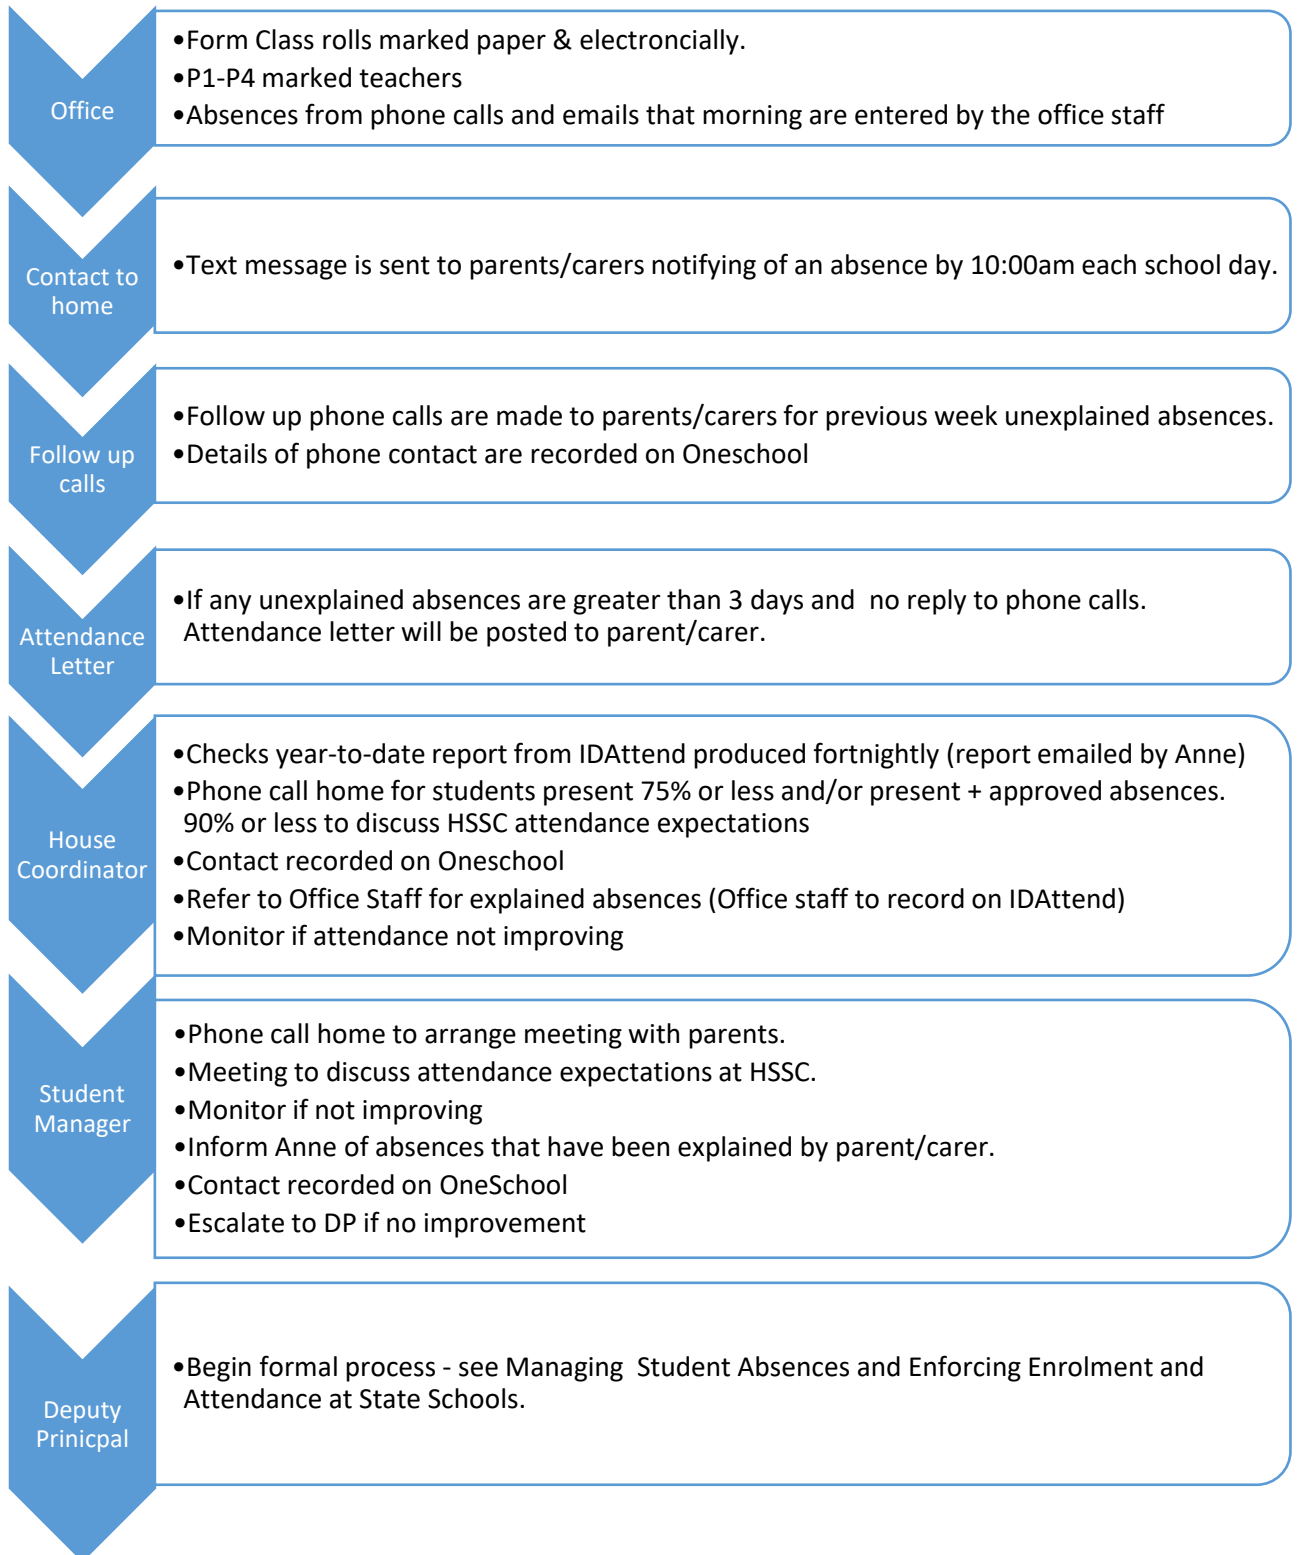 Office
•Form Class rolls marked paper & electroncially.
•P1-P4 marked teachers
•Absences from phone calls and emails that morning are entered by the office staff
Contact to
home
•Text message is sent to parents/carers notifying of an absence by 10:00am each school day.
Follow up
calls
•Follow up phone calls are made to parents/carers for previous week unexplained absences.
•Details of phone contact are recorded on Oneschool
Attendance
Letter
•If any unexplained absences are greater than 3 days and  no reply to phone calls.
Attendance letter will be posted to parent/carer.
House
Coordinator
•Checks year-to-date report from IDAttend produced fortnightly (report emailed by Anne)
•Phone call home for students present 75% or less and/or present + approved absences.
90% or less to discuss HSSC attendance expectations
•Contact recorded on Oneschool
•Refer to Office Staff for explained absences (Office staff to record on IDAttend)
•Monitor if attendance not improving
Student
Manager
•Phone call home to arrange meeting with parents.
•Meeting to discuss attendance expectations at HSSC.
•Monitor if not improving
•Inform Anne of absences that have been explained by parent/carer.
•Contact recorded on OneSchool
•Escalate to DP if no improvement
Deputy
Prinicpal
•Begin formal process - see Managing  Student Absences and Enforcing Enrolment and
Attendance at State Schools.